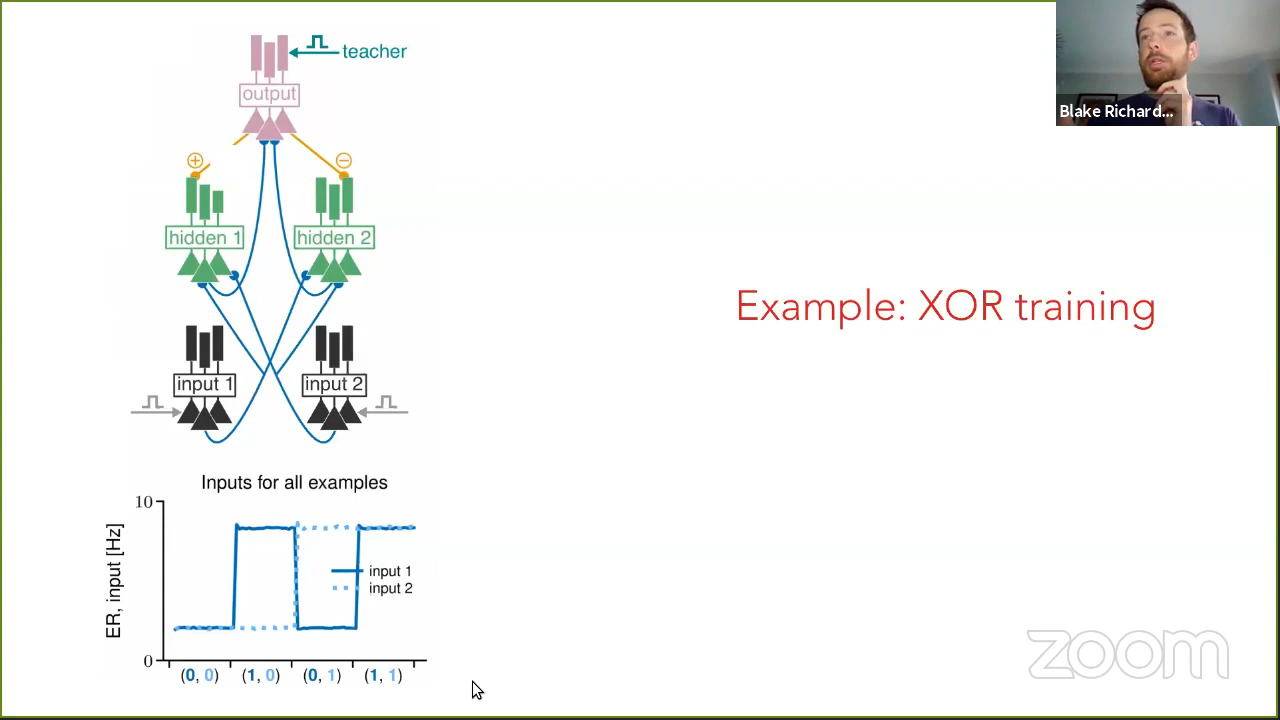 teacher
output
+
−
hidden 1
hidden 2
input 1
input 2
Inputs for all examples
10
ER, input [Hz]
input 1
input 2
0
(0, 0) (1, 0) (0, 1) (1, 1)
Example: XOR training
Blake Richard...
zoom